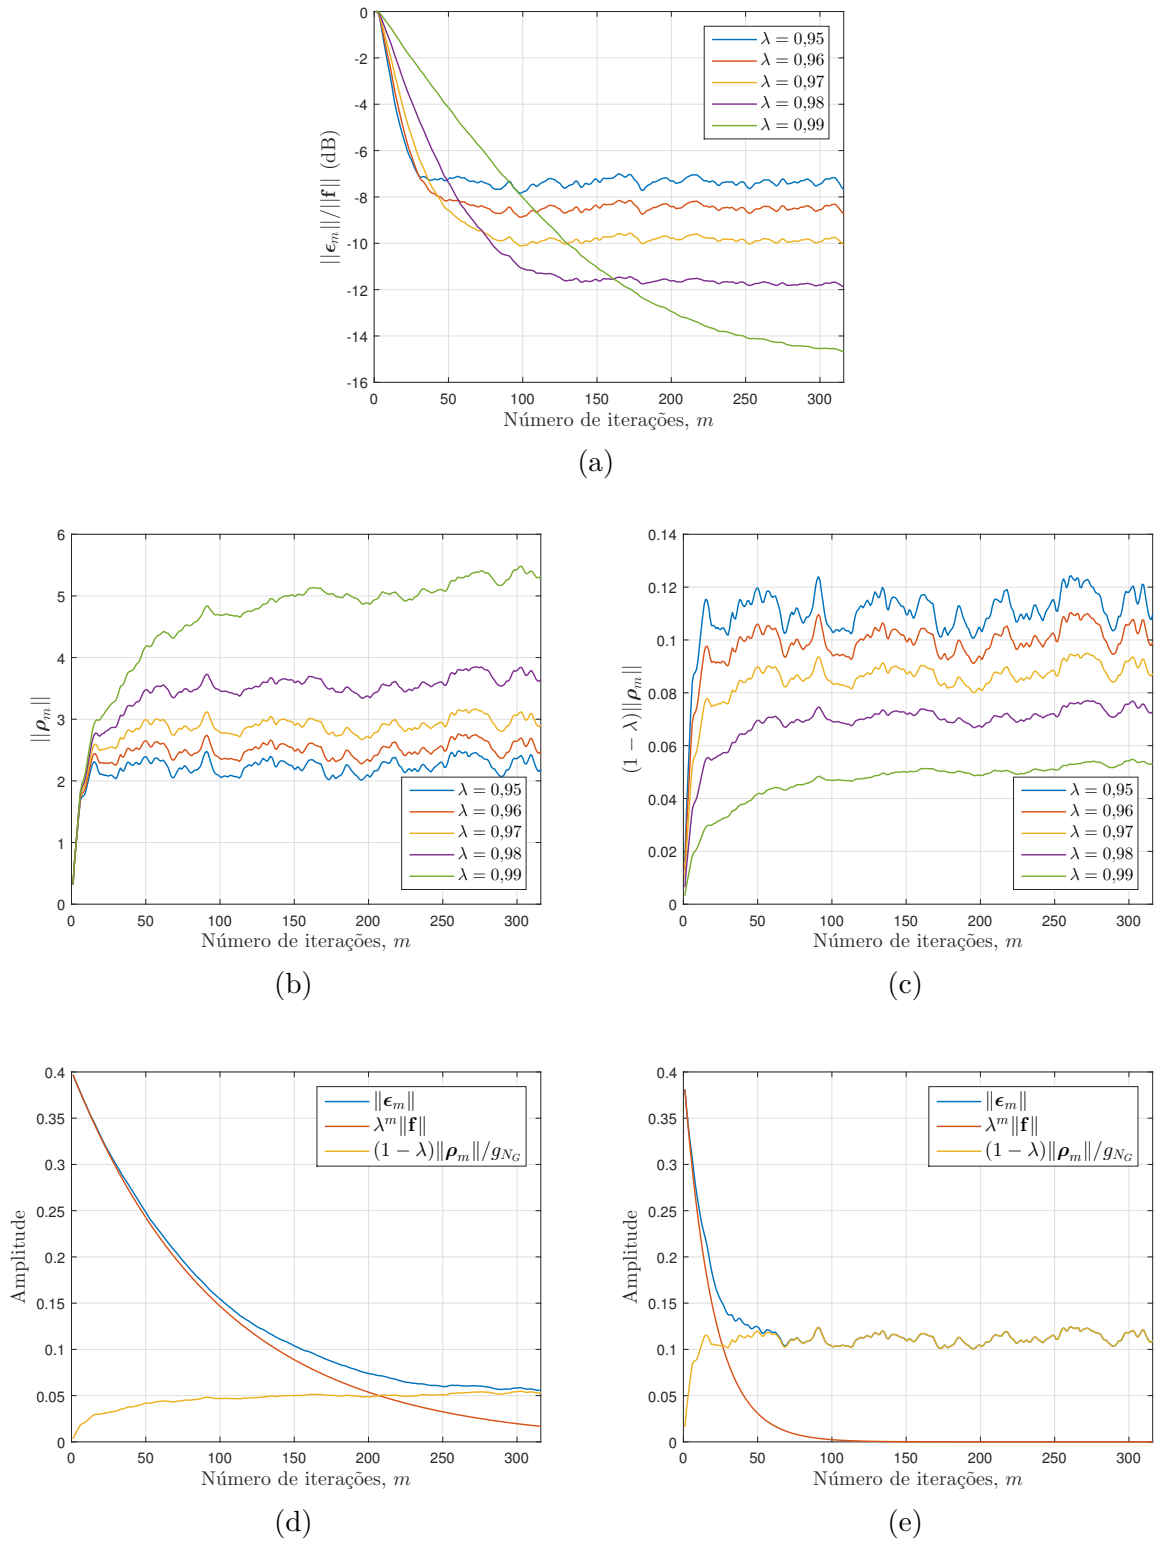 0
-2
-4
-6
-8
-10
-12
-14
-16
||ϵ_m||/||f|| (dB)
λ = 0,95
λ = 0,96
λ = 0,97
λ = 0,98
λ = 0,99
0 50 100 150 200 250 300
Número de iterações, m
(a)
6
5
4
3
2
1
0
||ρ_m||
λ = 0,95
λ = 0,96
λ = 0,97
λ = 0,98
λ = 0,99
0 50 100 150 200 250 300
Número de iterações, m
(b)
0.14
0.12
0.1
0.08
0.06
0.04
0.02
0
(1 − λ)||ρ_m||
λ = 0,95
λ = 0,96
λ = 0,97
λ = 0,98
λ = 0,99
0 50 100 150 200 250 300
Número de iterações, m
(c)
0.4
0.35
0.3
0.25
0.2
0.15
0.1
0.05
0
Amplitude
‖ϵ_m‖
λ^m‖f‖
(1 − λ)‖ρ_m‖/g_{N_G}
0 50 100 150 200 250 300
Número de iterações, m
(d)
0.4
0.35
0.3
0.25
0.2
0.15
0.1
0.05
0
Amplitude
‖ϵ_m‖
λ^m‖f‖
(1 − λ)‖ρ_m‖/g_{N_G}
0 50 100 150 200 250 300
Número de iterações, m
(e)